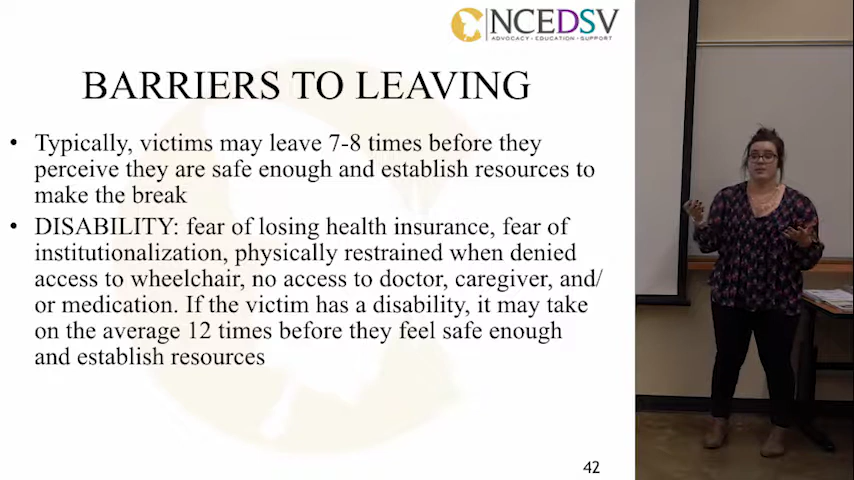 NCEDSV
ADVOCACY • EDUCATION • SUPPORT
BARRIERS TO LEAVING
• Typically, victims may leave 7-8 times before they
perceive they are safe enough and establish resources to
make the break
• DISABILITY: fear of losing health insurance, fear of
institutionalization, physically restrained when denied
access to wheelchair, no access to doctor, caregiver, and/
or medication. If the victim has a disability, it may take
on the average 12 times before they feel safe enough
and establish resources
42